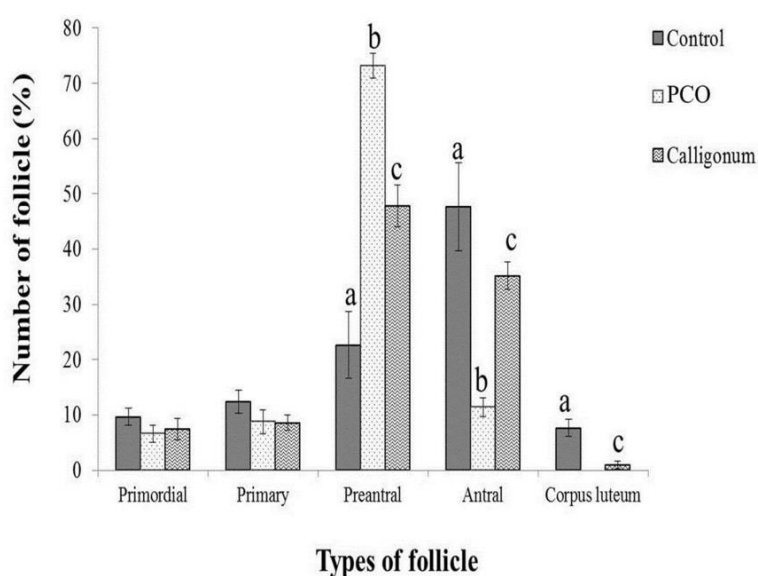 Number of follicle (%)
80
70
60
50
40
30
20
10
0
a
b
c
a
b
c
a
c
Primordial
Primary
Preantral
Antral
Corpus luteum
Types of follicle
Control
PCO
Calligonum